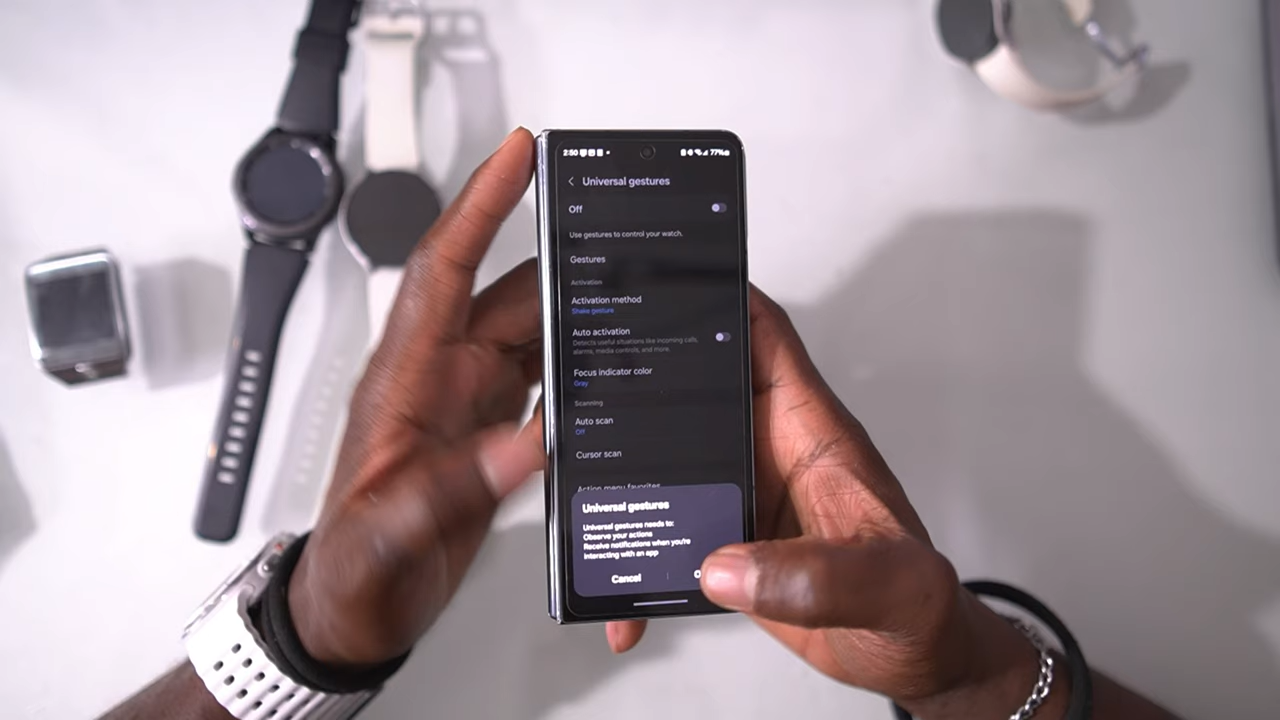 2:50
77%
Universal gestures
Off
Use gestures to control your watch.
Gestures
Activation
Activation method
Shake gesture
Auto activation
Detects useful situations like incoming calls,
alarms, media controls, and more.
Focus indicator color
Gray
Scanning
Auto scan
Off
Cursor scan
Action menu favorites
Universal gestures
Universal gestures needs to:
Observe your actions
Receive notifications when you're
interacting with an app
Cancel